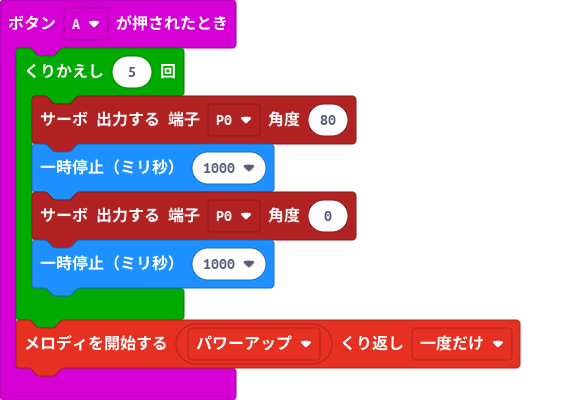 ボタン A が押されたとき
くりかえし 5 回
サーボ 出力する 端子 P0 角度 80
一時停止（ミリ秒） 1000
サーボ 出力する 端子 P0 角度 0
一時停止（ミリ秒） 1000
メロディを開始する パワーアップ くり返し 一度だけ